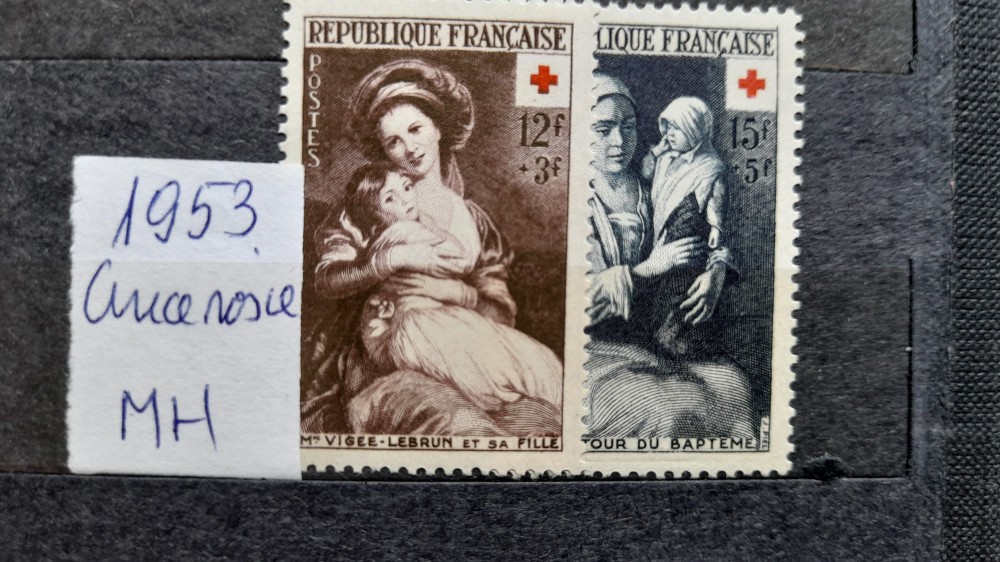 1953
Crucea rosie
MH
REPUBLIQUE FRANÇAISE
POSTES
12f
+3f
Mme VIGEE-LEBRUN ET SA FILLE
LIQUE FRANÇAISE
15f
+5f
OUR DU BAPTEME